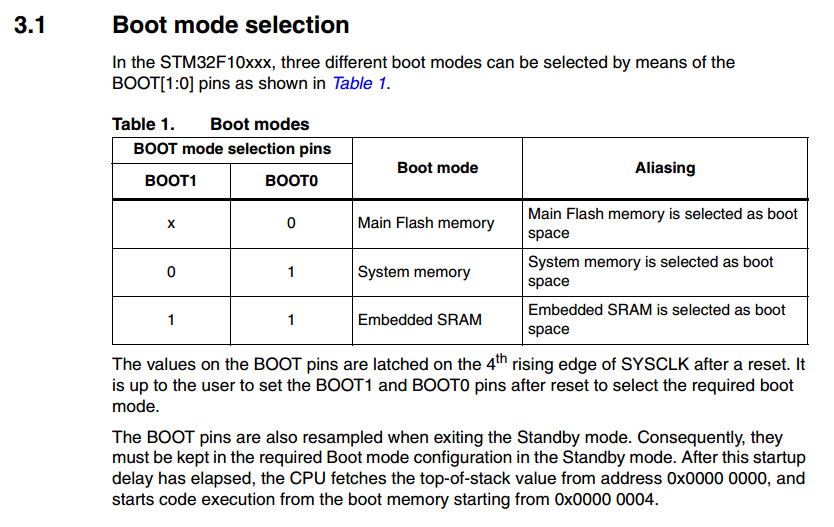 3.1 Boot mode selection
In the STM32F10xxx, three different boot modes can be selected by means of the
BOOT[1:0] pins as shown in Table 1.
Table 1. Boot modes
BOOT mode selection pins
Boot mode
Aliasing
BOOT1 BOOT0
x 0 Main Flash memory Main Flash memory is selected as boot
space
0 1 System memory System memory is selected as boot
space
1 1 Embedded SRAM Embedded SRAM is selected as boot
space
The values on the BOOT pins are latched on the 4th rising edge of SYSCLK after a reset. It
is up to the user to set the BOOT1 and BOOT0 pins after reset to select the required boot
mode.
The BOOT pins are also resampled when exiting the Standby mode. Consequently, they
must be kept in the required Boot mode configuration in the Standby mode. After this startup
delay has elapsed, the CPU fetches the top-of-stack value from address 0x0000 0000, and
starts code execution from the boot memory starting from 0x0000 0004.